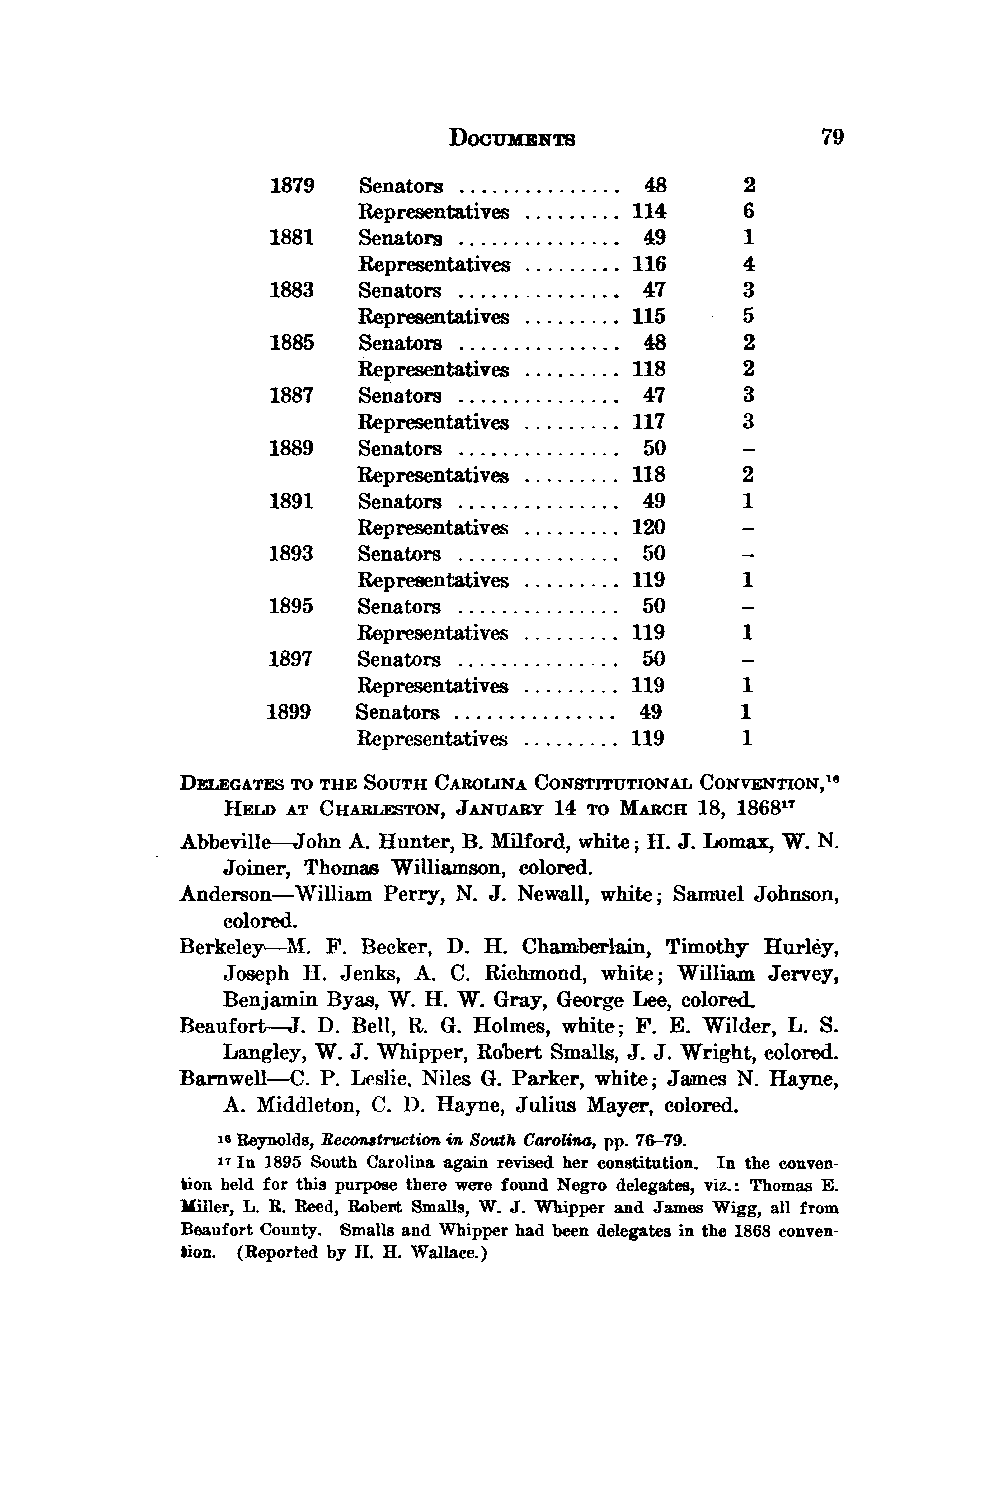 DOCUMENTS 79
1879 Senators ............... 48 2
Representatives ......... 114 6
1881 Senators ............... 49 1
Representatives ......... 116 4
1883 Senators ............... 47 3
Representatives ......... 115 5
1885 Senators ............... 48 2
Representatives ......... 118 2
1887 Senators ............... 47 3
Representatives ......... 117 3
1889 Senators ............... 50 –
Representatives ......... 118 2
1891 Senators ............... 49 1
Representatives ......... 120 –
1893 Senators ............... 50 –
Representatives ......... 119 1
1895 Senators ............... 50 –
Representatives ......... 119 1
1897 Senators ............... 50 –
Representatives ......... 119 1
1899 Senators ............... 49 1
Representatives ......... 119 1
DELEGATES TO THE SOUTH CAROLINA CONSTITUTIONAL CONVENTION,¹⁶
HELD AT CHARLESTON, JANUARY 14 TO MARCH 18, 1868¹⁷
Abbeville—John A. Hunter, B. Milford, white; H. J. Lomax, W. N.
Joiner, Thomas Williamson, colored.
Anderson—William Perry, N. J. Newall, white; Samuel Johnson,
colored.
Berkeley—M. F. Becker, D. H. Chamberlain, Timothy Hurley,
Joseph H. Jenks, A. C. Richmond, white; William Jervey,
Benjamin Byas, W. H. W. Gray, George Lee, colored.
Beaufort—J. D. Bell, R. G. Holmes, white; F. E. Wilder, L. S.
Langley, W. J. Whipper, Robert Smalls, J. J. Wright, colored.
Barnwell—C. P. Leslie, Niles G. Parker, white; James N. Hayne,
A. Middleton, C. D. Hayne, Julius Mayer, colored.
¹⁶ Reynolds, Reconstruction in South Carolina, pp. 76–79.
¹⁷ In 1895 South Carolina again revised her constitution. In the conven-
tion held for this purpose there were found Negro delegates, viz.: Thomas E.
Miller, L. R. Reed, Robert Smalls, W. J. Whipper and James Wigg, all from
Beaufort County. Smalls and Whipper had been delegates in the 1868 conven-
tion. (Reported by H. H. Wallace.)